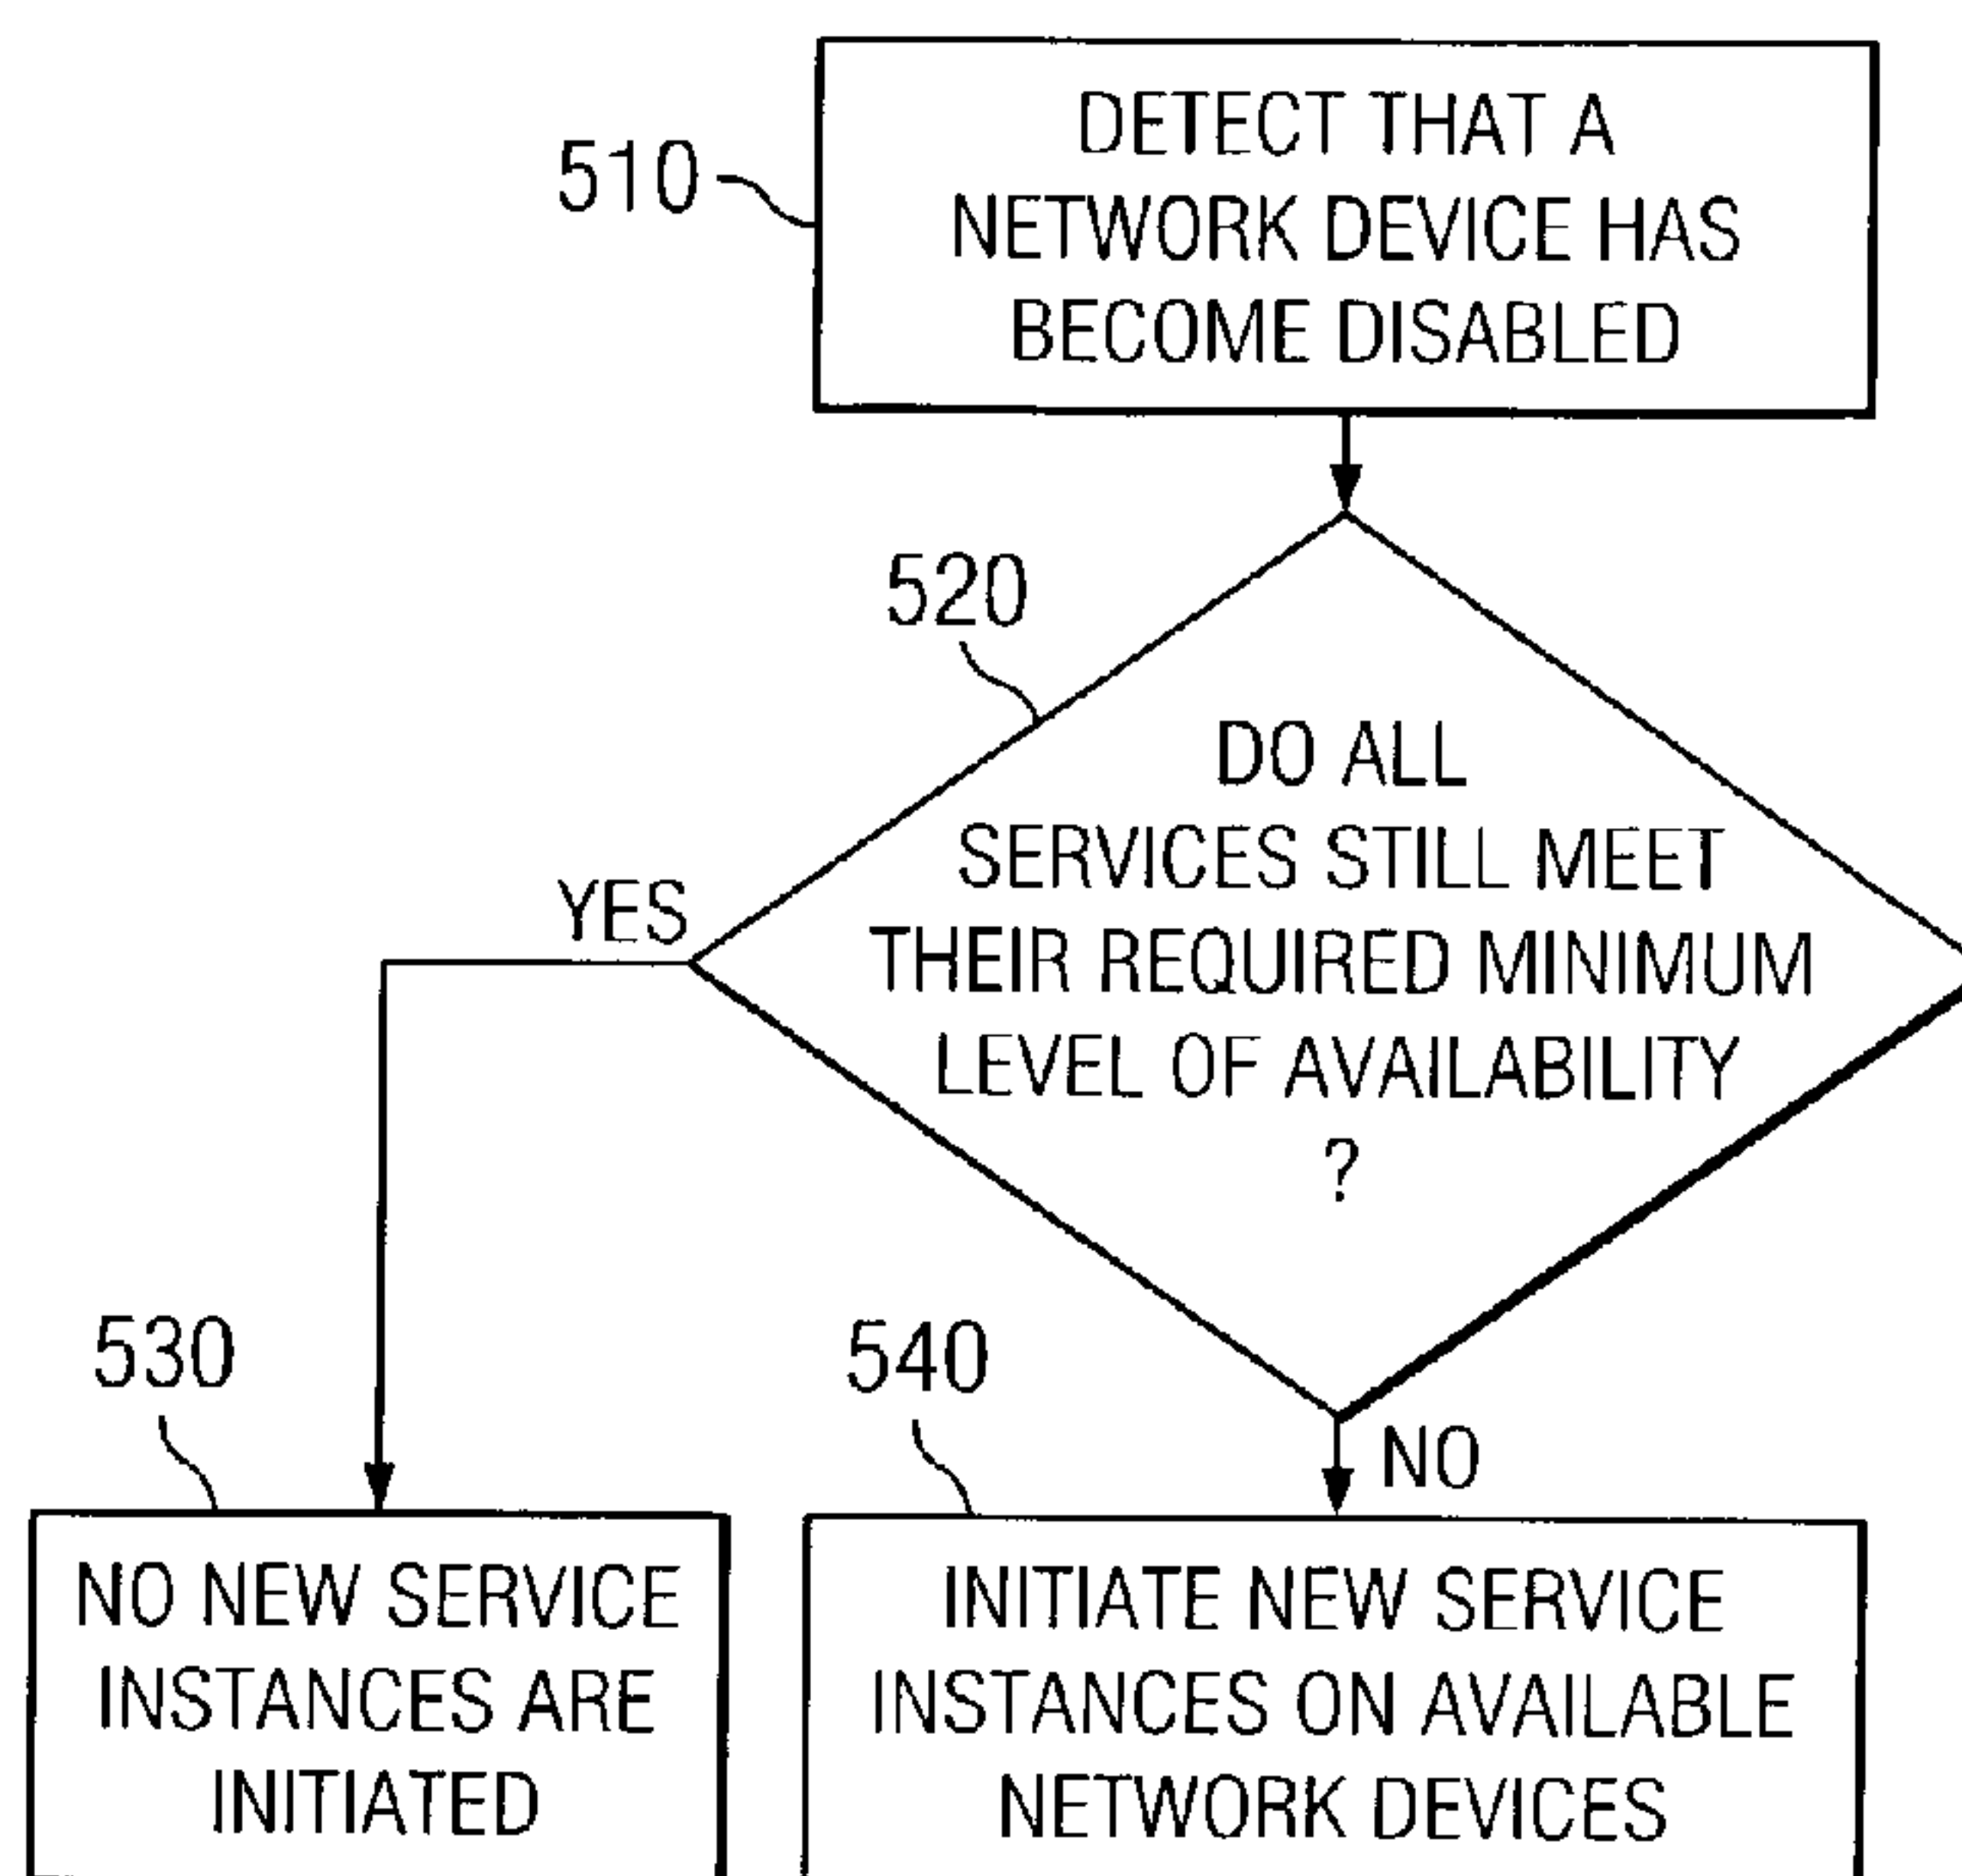 510
DETECT THAT A
NETWORK DEVICE HAS
BECOME DISABLED
520
DO ALL
SERVICES STILL MEET
THEIR REQUIRED MINIMUM
LEVEL OF AVAILABILITY
?
YES
NO
530
NO NEW SERVICE
INSTANCES ARE
INITIATED
540
INITIATE NEW SERVICE
INSTANCES ON AVAILABLE
NETWORK DEVICES